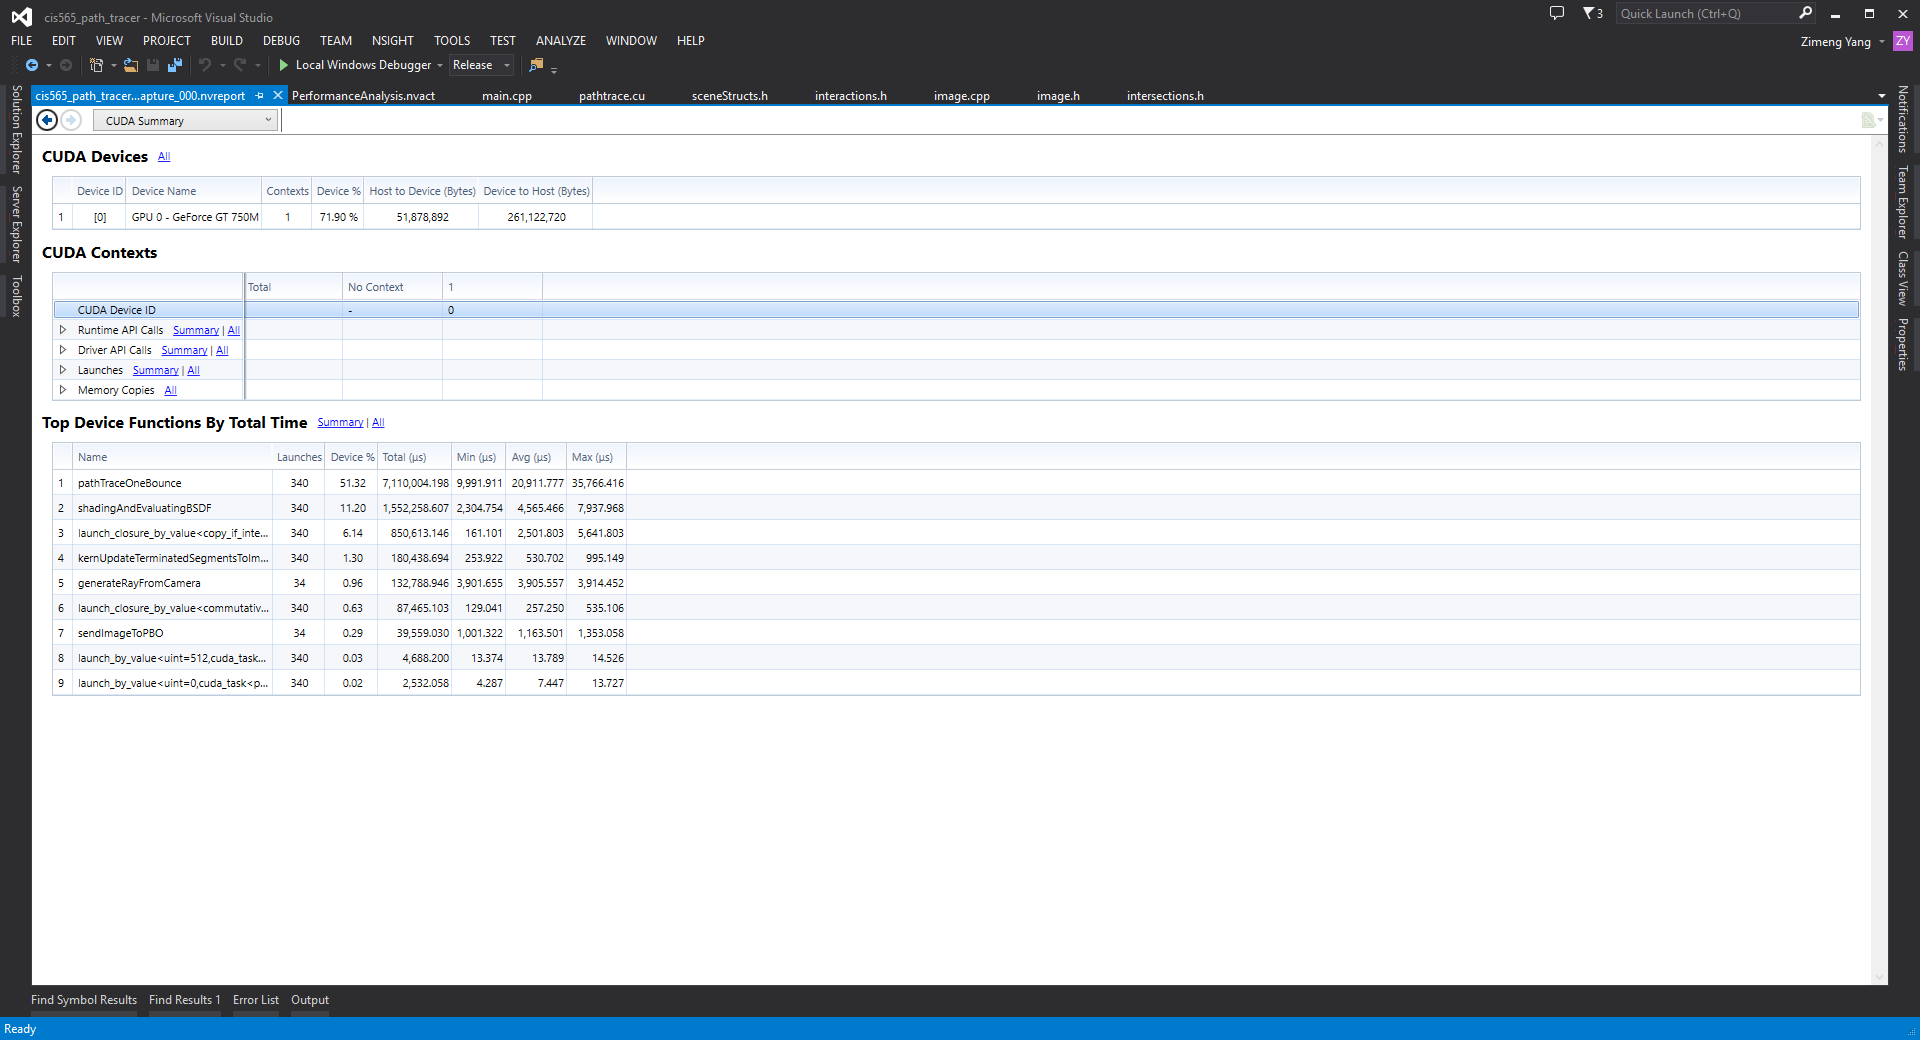 cis565_path_tracer - Microsoft Visual Studio
3
Quick Launch (Ctrl+Q)
FILE EDIT VIEW PROJECT BUILD DEBUG TEAM NSIGHT TOOLS TEST ANALYZE WINDOW HELP
Zimeng Yang ZY
Local Windows Debugger Release
cis565_path_tracer...apture_000.nvreport PerformanceAnalysis.nvact main.cpp pathtrace.cu sceneStructs.h interactions.h image.cpp image.h intersections.h
Solution Explorer
Server Explorer
Toolbox
CUDA Summary
CUDA Devices All
Device ID Device Name Contexts Device % Host to Device (Bytes) Device to Host (Bytes)
1 [0] GPU 0 - GeForce GT 750M 1 71.90 % 51,878,892 261,122,720
CUDA Contexts
Total No Context 1
CUDA Device ID - 0
Runtime API Calls Summary | All
Driver API Calls Summary | All
Launches Summary | All
Memory Copies All
Top Device Functions By Total Time Summary | All
Name Launches Device % Total (µs) Min (µs) Avg (µs) Max (µs)
1 pathTraceOneBounce 340 51.32 7,110,004.198 9,991.911 20,911.777 35,766.416
2 shadingAndEvaluatingBSDF 340 11.20 1,552,258.607 2,304.754 4,565.466 7,937.968
3 launch_closure_by_value<copy_if_inte... 340 6.14 850,613.146 161.101 2,501.803 5,641.803
4 kernUpdateTerminatedSegmentsToIm... 340 1.30 180,438.694 253.922 530.702 995.149
5 generateRayFromCamera 34 0.96 132,788.946 3,901.655 3,905.557 3,914.452
6 launch_closure_by_value<commutativ... 340 0.63 87,465.103 129.041 257.250 535.106
7 sendImageToPBO 34 0.29 39,559.030 1,001.322 1,163.501 1,353.058
8 launch_by_value<uint=512,cuda_task... 340 0.03 4,688.200 13.374 13.789 14.526
9 launch_by_value<uint=0,cuda_task<p... 340 0.02 2,532.058 4.287 7.447 13.727
Notifications
Team Explorer
Class View
Properties
Find Symbol Results Find Results 1 Error List Output
Ready